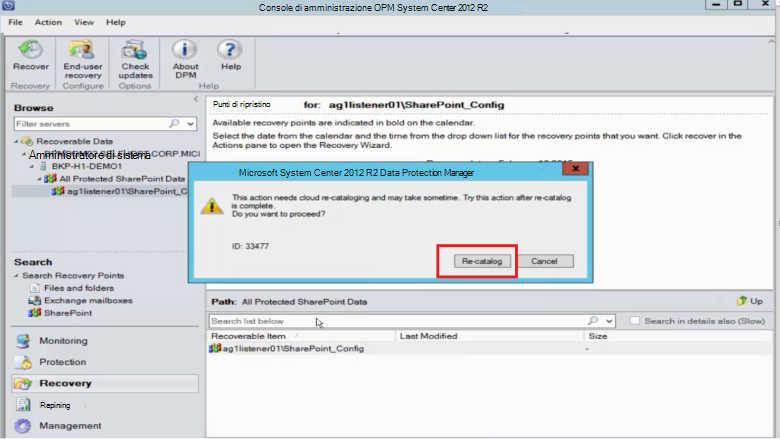 Console di amministrazione OPM System Center 2012 R2
File Action View Help
Recover
End-user recovery
Check updates
About DPM
Help
Recovery Configure Options Help
Browse
Filter servers
Recoverable Data
Amministratore di sistema
CORP.MICI
BKP-H1-DEMO1
All Protected SharePoint Data
ag1listener01\SharePoint_C
Search
Search Recovery Points
Files and folders
Exchange mailboxes
SharePoint
Monitoring
Protection
Recovery
Repining
Management
Punti di ripristino for: ag1listener01\SharePoint_Config
Available recovery points are indicated in bold on the calendar.
Select the date from the calendar and the time from the drop down list for the recovery points that you want. Click recover in the
Actions pane to open the Recovery Wizard.
Microsoft System Center 2012 R2 Data Protection Manager
This action needs cloud re-cataloging and may take sometime. Try this action after re-catalog
is complete.
Do you want to proceed?
ID: 33477
Re-catalog Cancel
Path: All Protected SharePoint Data Up
Search list below Search in details also (Slow)
Recoverable Item Last Modified Size
ag1listener01\SharePoint_Config -